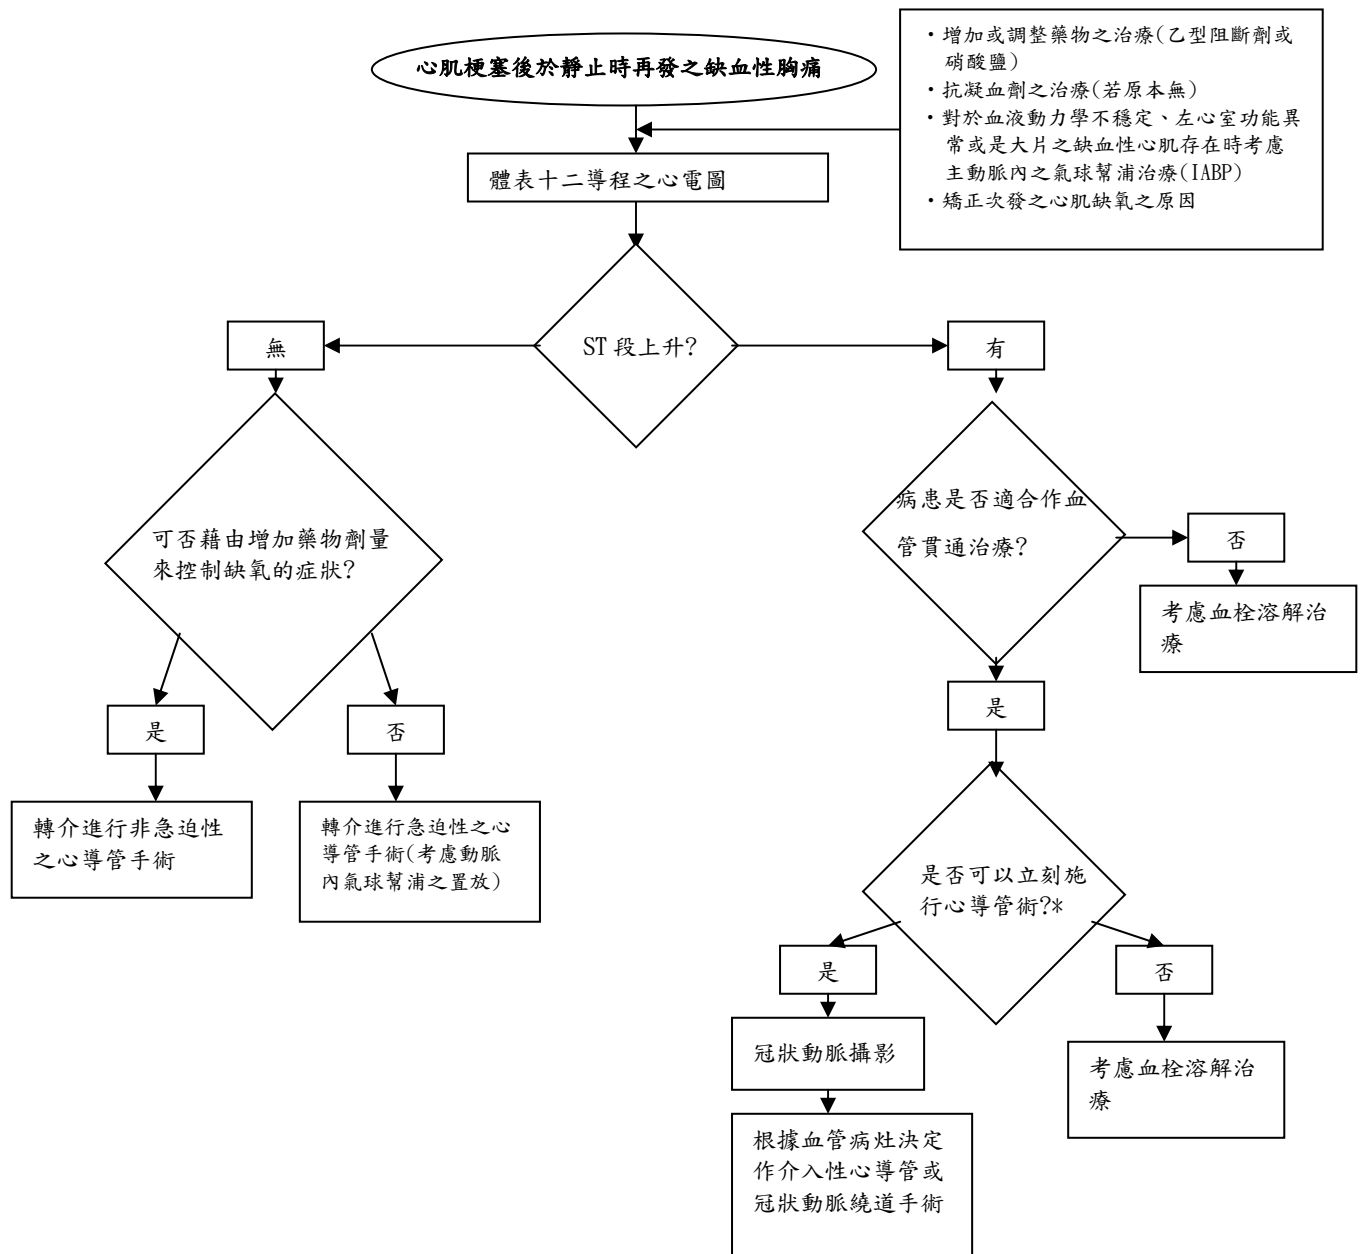 心肌梗塞後於靜止時再發之缺血性胸痛
・增加或調整藥物之治療(乙型阻斷劑或
硝酸鹽)
・抗凝血劑之治療(若原本無)
・對於血液動力學不穩定、左心室功能異
常或是大片之缺血性心肌存在時考慮
主動脈內之氣球幫浦治療(IABP)
・矯正次發之心肌缺氧之原因
體表十二導程之心電圖
ST 段上升?
無
有
可否藉由增加藥物劑量
來控制缺氧的症狀?
病患是否適合作血
管貫通治療?
否
考慮血栓溶解治
療
是
否
是
轉介進行非急迫性
之心導管手術
轉介進行急迫性之心
導管手術(考慮動脈
內氣球幫浦之置放)
是否可以立刻施
行心導管術?*
是
否
冠狀動脈攝影
考慮血栓溶解治
療
根據血管病灶決定
作介入性心導管或
冠狀動脈繞道手術